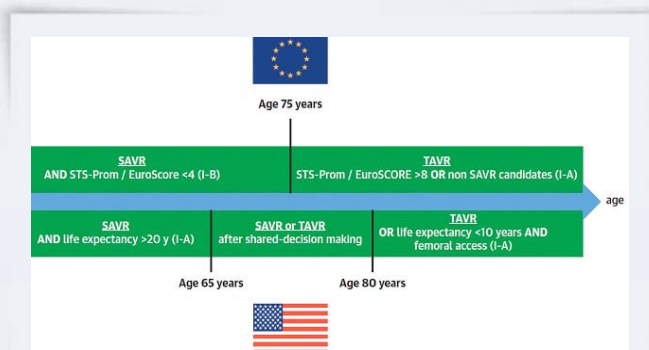 Age 75 years
SAVR
AND STS-Prom / EuroScore <4 (I-B)
TAVR
STS-Prom / EuroSCORE >8 OR non SAVR candidates (I-A)
age
SAVR
AND life expectancy >20 y (I-A)
SAVR or TAVR
after shared-decision making
TAVR
OR life expectancy <10 years AND
femoral access (I-A)
Age 65 years
Age 80 years